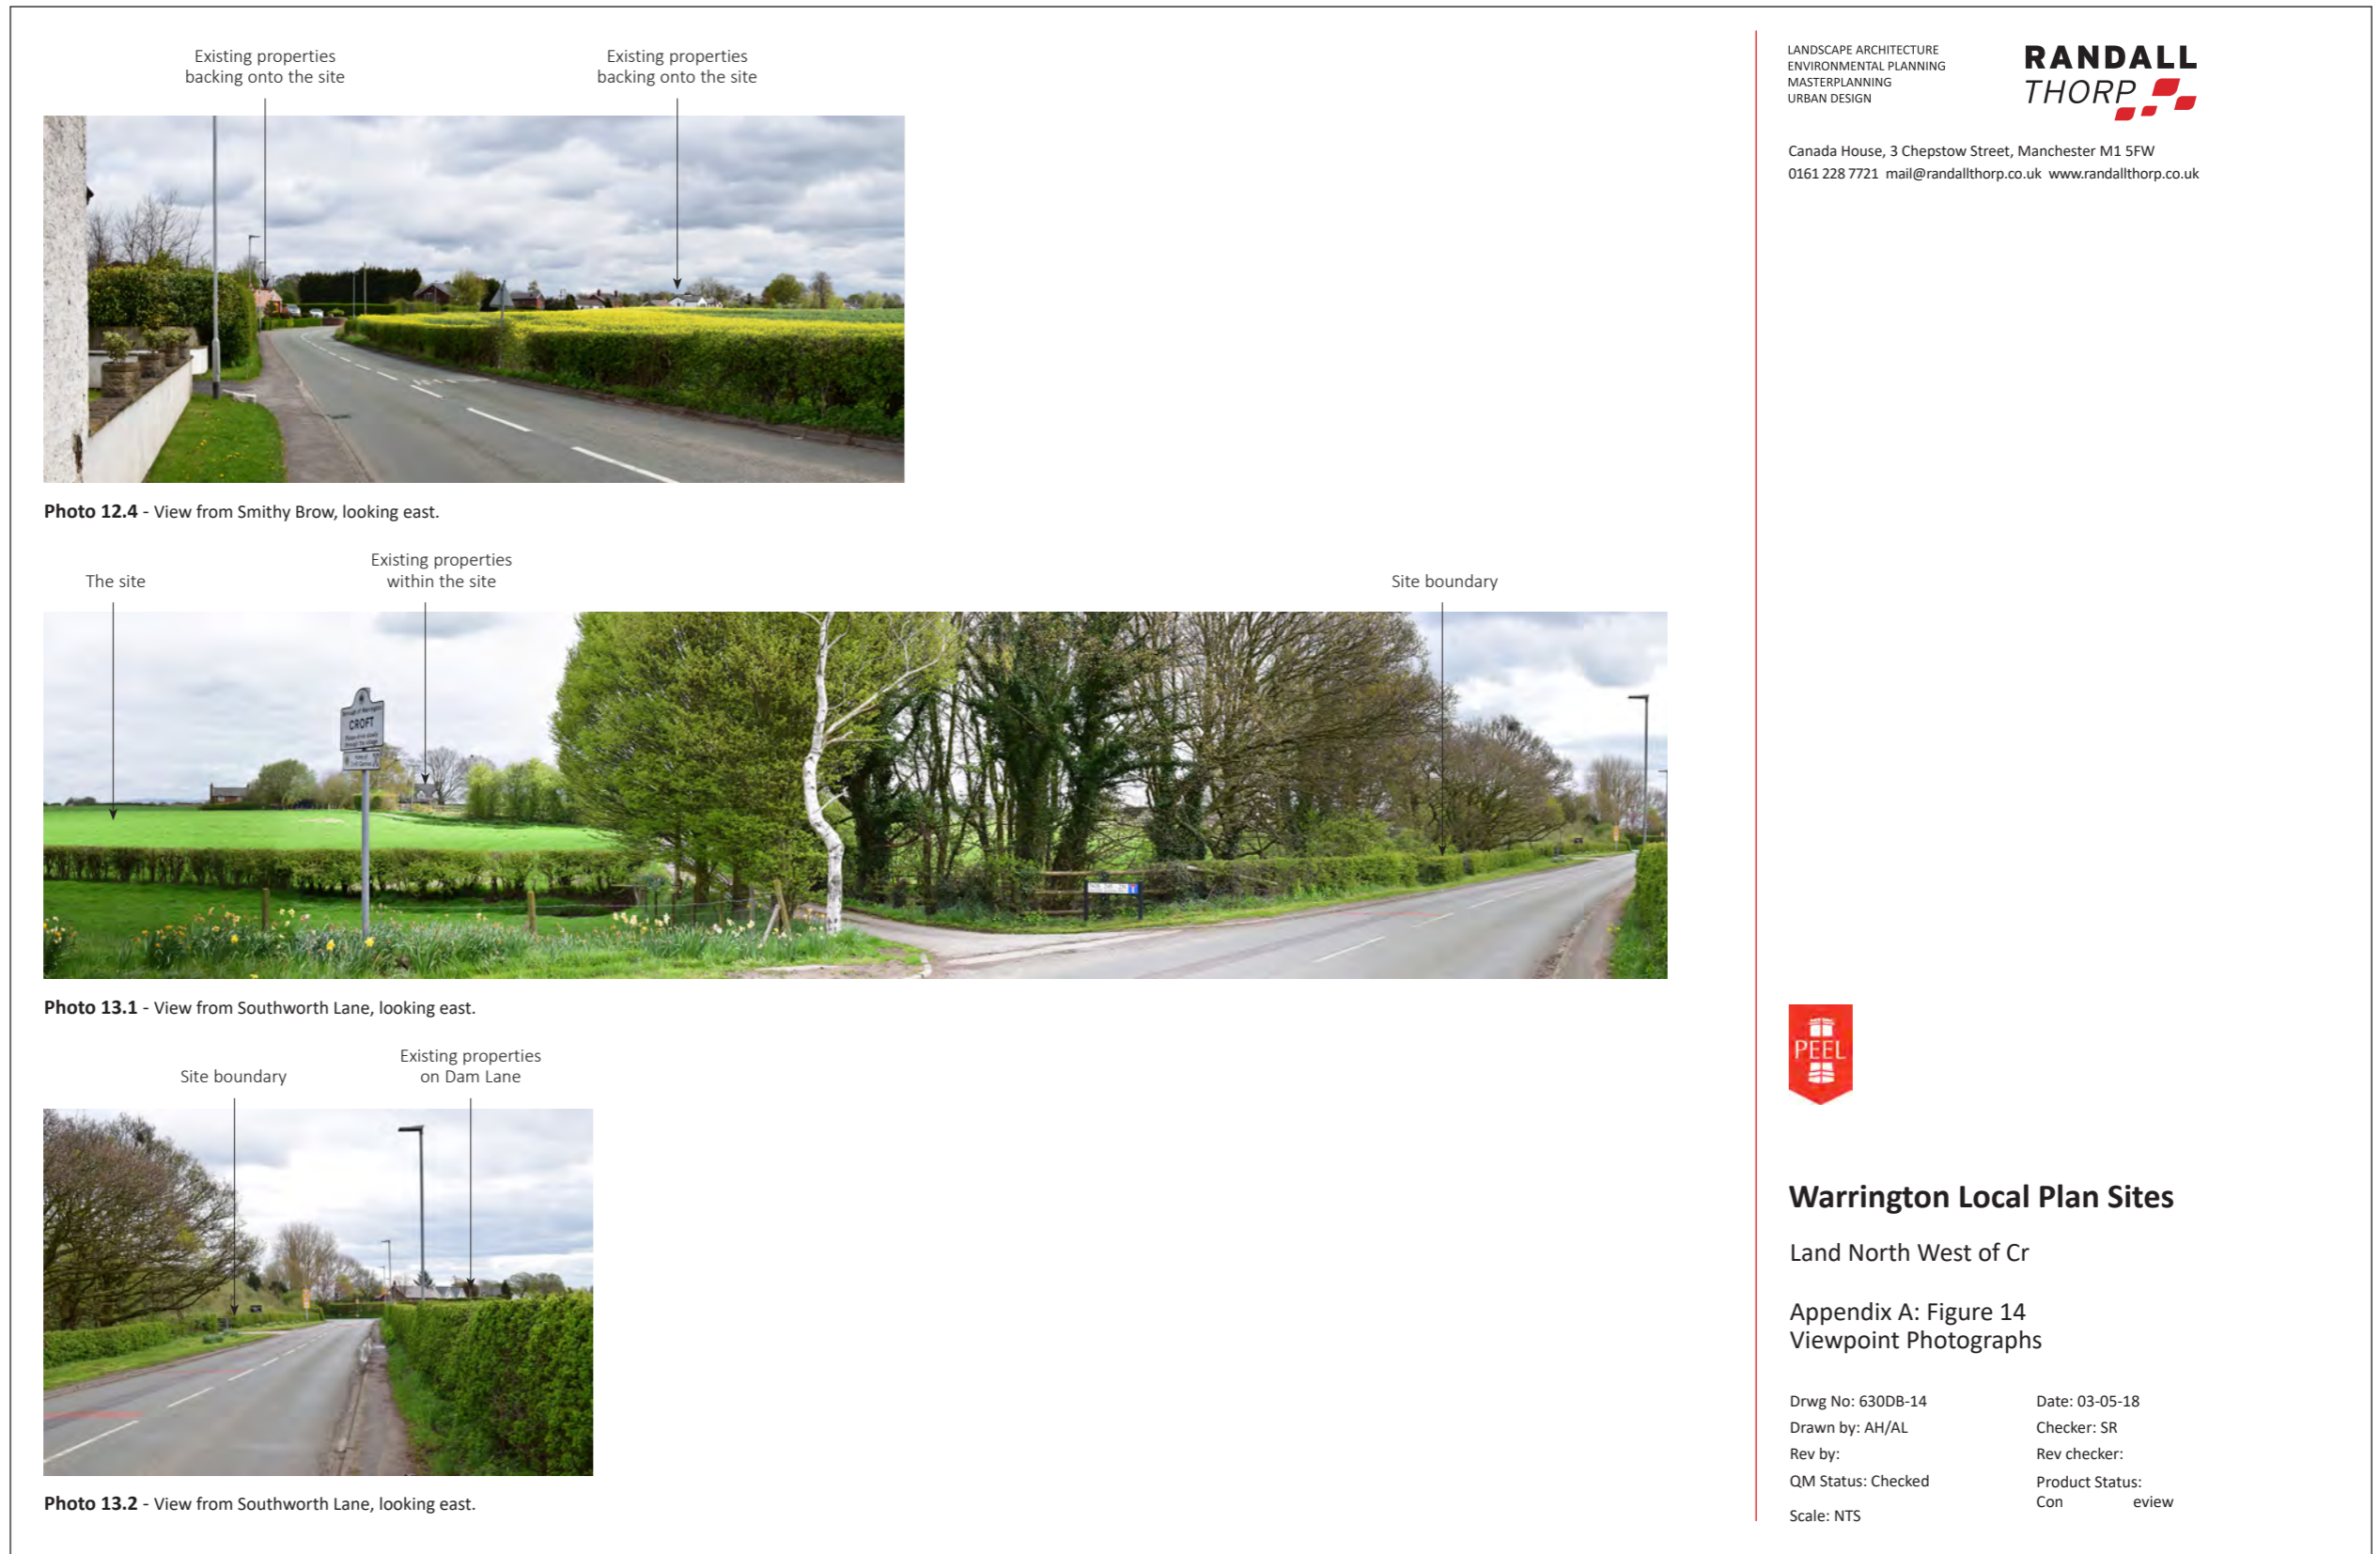 Existing properties
backing onto the site
Existing properties
backing onto the site
Photo 12.4 - View from Smithy Brow, looking east.
The site
Existing properties
within the site
Site boundary
CROFT
Photo 13.1 - View from Southworth Lane, looking east.
Site boundary
Existing properties
on Dam Lane
Photo 13.2 - View from Southworth Lane, looking east.
LANDSCAPE ARCHITECTURE
ENVIRONMENTAL PLANNING
MASTERPLANNING
URBAN DESIGN
RANDALL
THORP
Canada House, 3 Chepstow Street, Manchester M1 5FW
0161 228 7721 mail@randallthorp.co.uk www.randallthorp.co.uk
PEEL
Warrington Local Plan Sites
Land North West of Cr
Appendix A: Figure 14
Viewpoint Photographs
Drwg No: 630DB-14
Date: 03-05-18
Drawn by: AH/AL
Checker: SR
Rev by:
Rev checker:
QM Status: Checked
Product Status:
Con eview
Scale: NTS